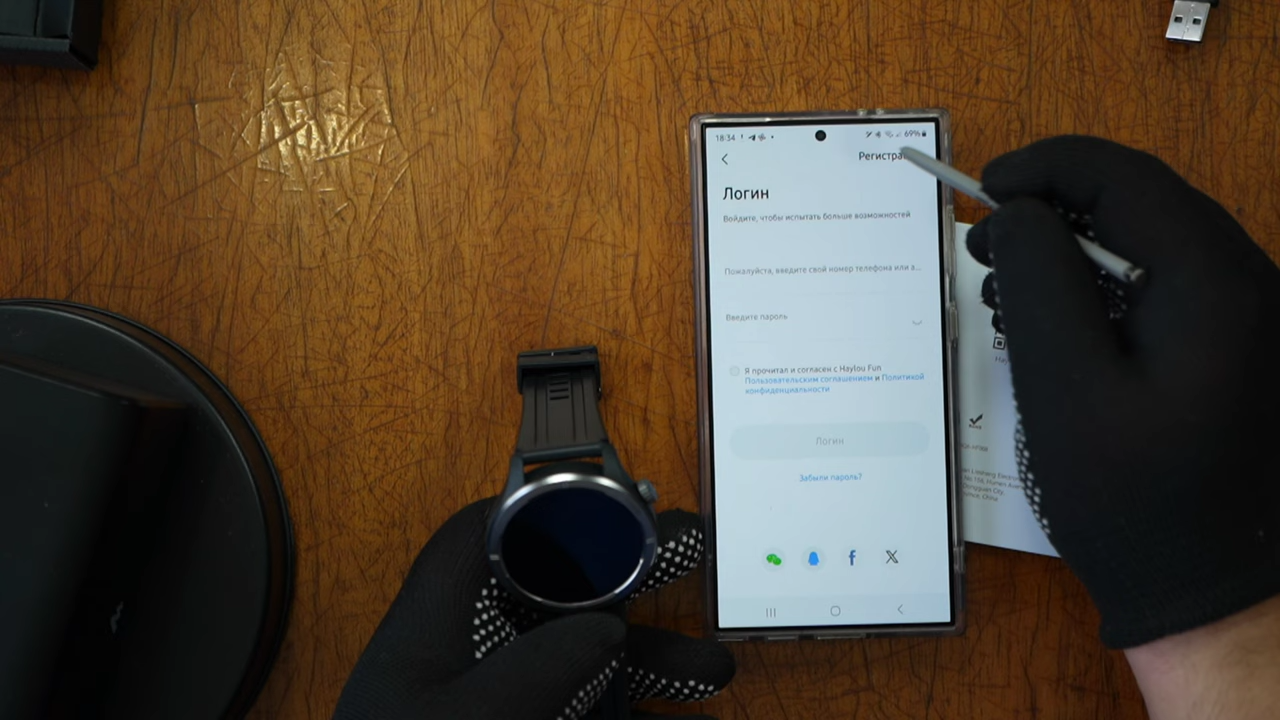 18:34
69%
Логин
Войдите, чтобы испытать больше возможностей
Пожалуйста, введите свой номер телефона или а...
Введите пароль
Я прочитал и согласен с Haylou Fun
Пользовательским соглашением и Политикой
конфиденциальности
Логин
Забыли пароль?